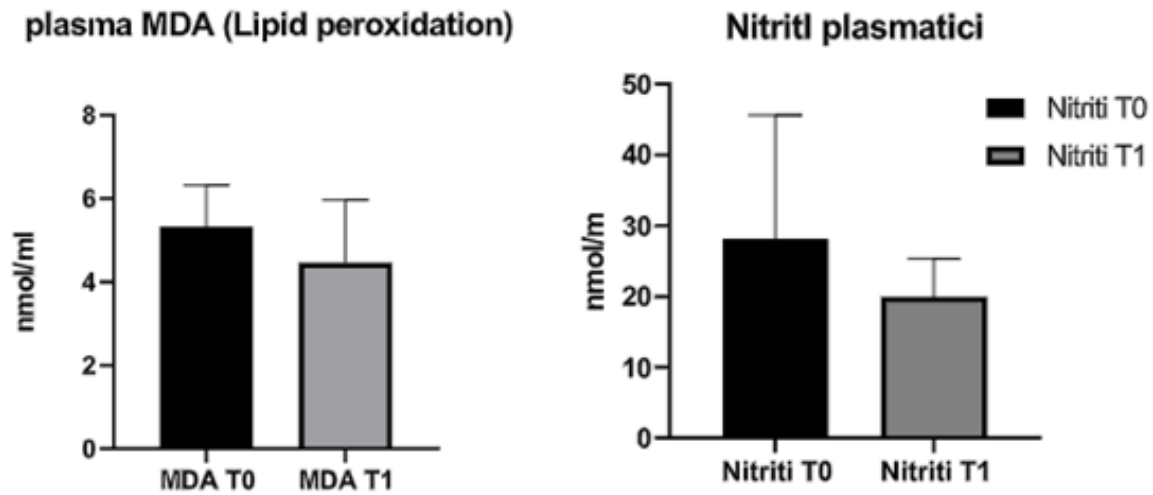 plasma MDA (Lipid peroxidation)
8
6
4
2
0
nmol/ml
MDA T0
MDA T1
NitritI plasmatici
50
40
30
20
10
0
nmol/m
Nitriti T0
Nitriti T1
Nitriti T0
Nitriti T1